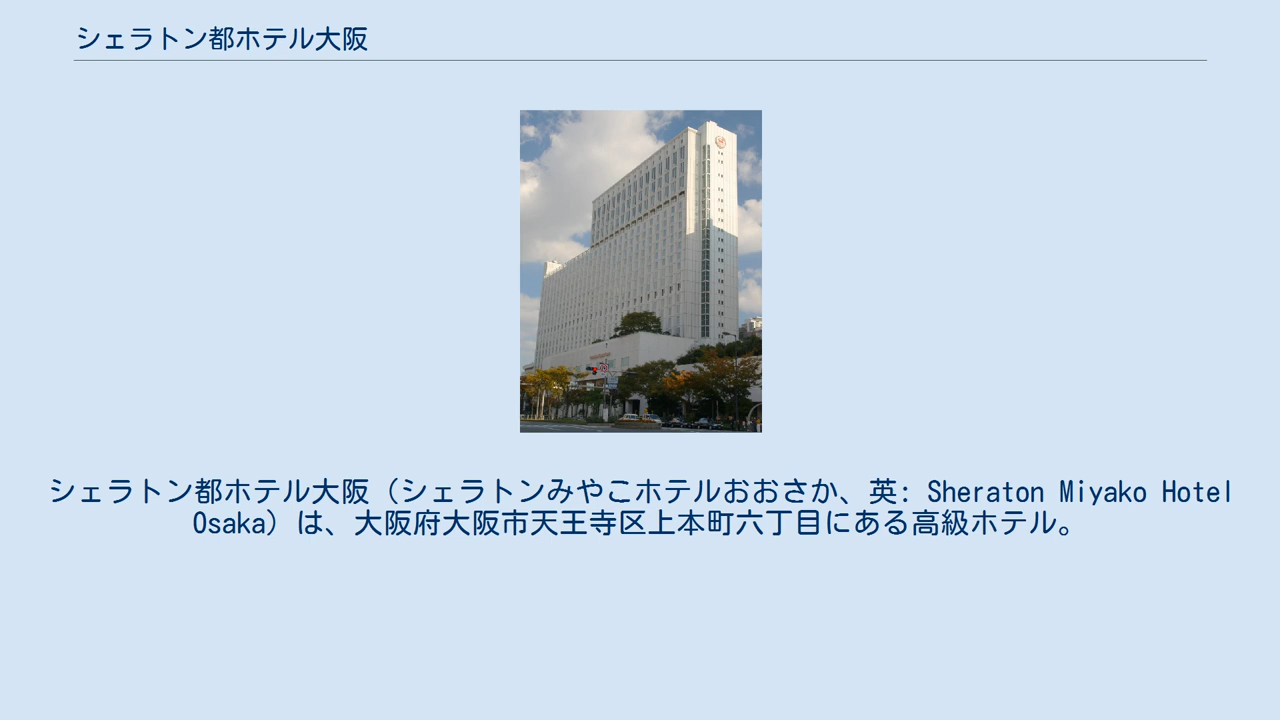 シェラトン都ホテル大阪
シェラトン都ホテル大阪（シェラトンみやこホテルおおさか、英: Sheraton Miyako Hotel
Osaka）は、大阪府大阪市天王寺区上本町六丁目にある高級ホテル。